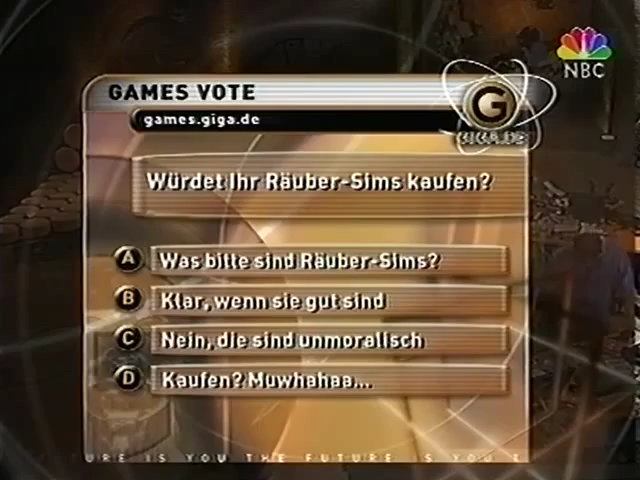 NBC
GAMES VOTE
G
games.giga.de
GIGA.DE
Würdet Ihr Räuber-Sims kaufen?
A Was bitte sind Räuber-Sims?
B Klar, wenn sie gut sind
C Nein, die sind unmoralisch
D Kaufen? Muwhahaa...
URE IS YOU THE FUTURE IS YOU T